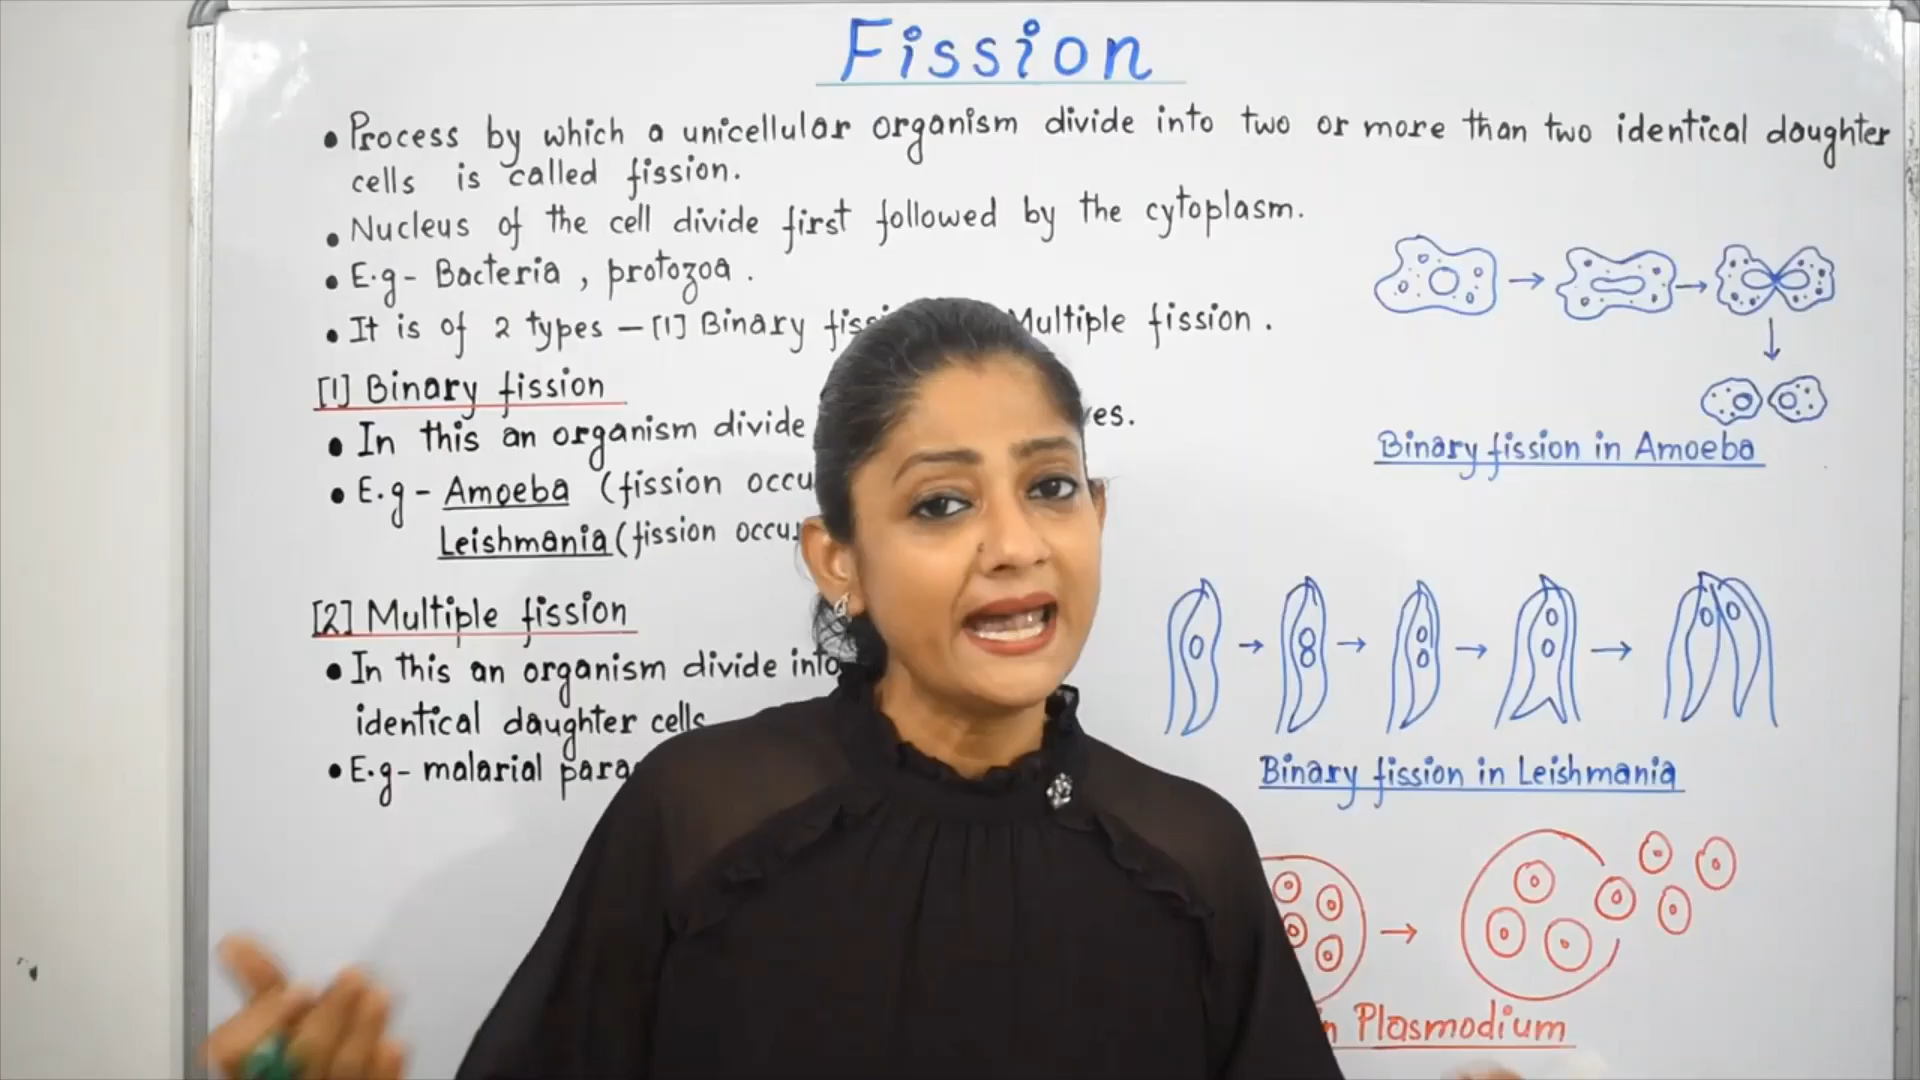 Fission
• Process by which a unicellular organism divide into two or more than two identical daughter
cells is called fission.
• Nucleus of the cell divide first followed by the cytoplasm.
• E.g- Bacteria , protozoa .
• It is of 2 types – [1] Binary Multiple fission .
[1] Binary fission
• In this an organism divide
• E.g - Amoeba (fission
Leishmania (fission
Binary fission in Amoeba
[2] Multiple fission
• In this an organism divide into
identical daughter cells
• E.g- malarial
Binary fission in Leishmania
Plasmodium